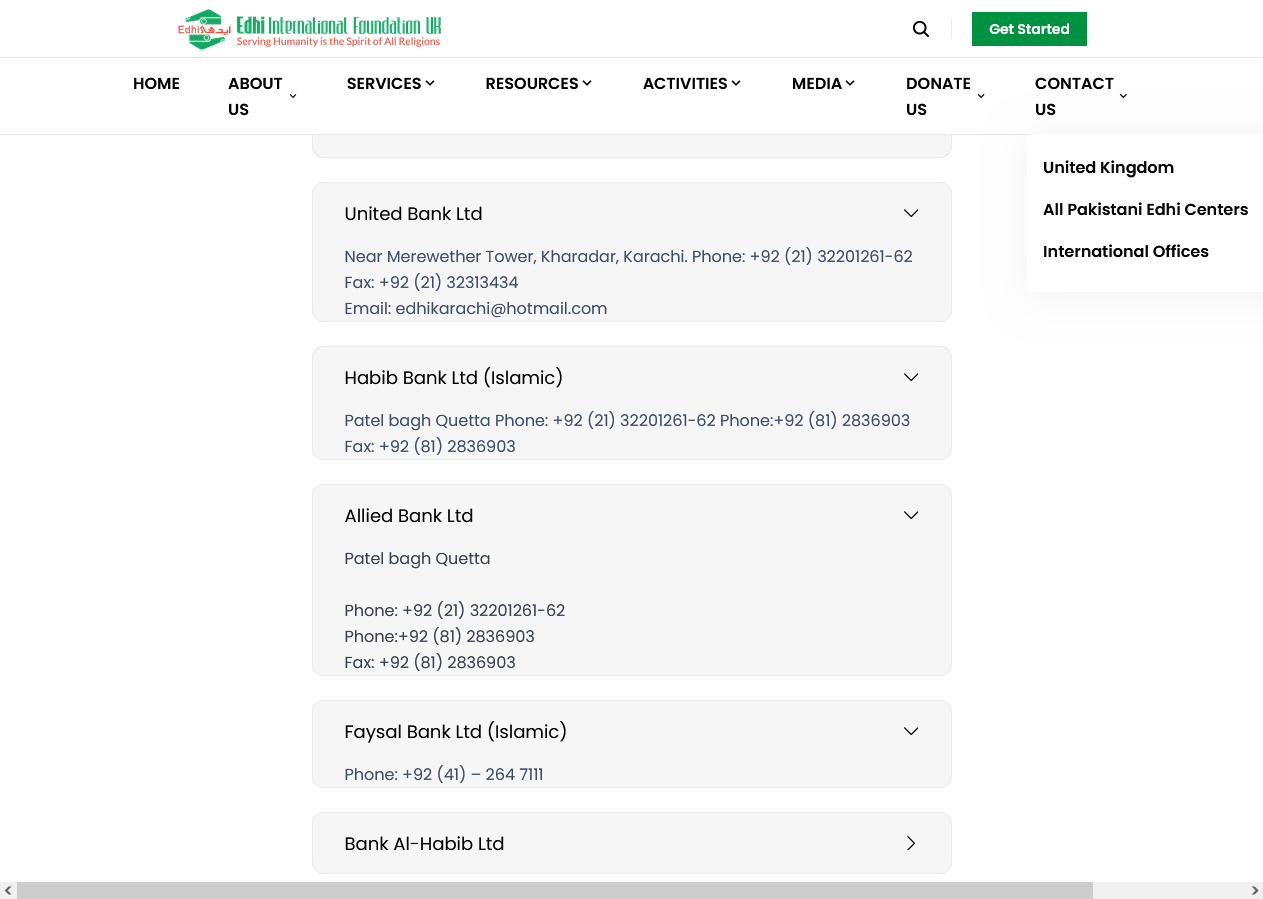 Edhi ایدھی Edhi International Foundation UK
Serving Humanity is the Spirit of All Religions
Get Started
HOME
ABOUT US
SERVICES
RESOURCES
ACTIVITIES
MEDIA
DONATE US
CONTACT US
United Kingdom
All Pakistani Edhi Centers
International Offices
United Bank Ltd
Near Merewether Tower, Kharadar, Karachi. Phone: +92 (21) 32201261-62
Fax: +92 (21) 32313434
Email: edhikarachi@hotmail.com
Habib Bank Ltd (Islamic)
Patel bagh Quetta Phone: +92 (21) 32201261-62 Phone:+92 (81) 2836903
Fax: +92 (81) 2836903
Allied Bank Ltd
Patel bagh Quetta
Phone: +92 (21) 32201261-62
Phone:+92 (81) 2836903
Fax: +92 (81) 2836903
Faysal Bank Ltd (Islamic)
Phone: +92 (41) – 264 7111
Bank Al-Habib Ltd